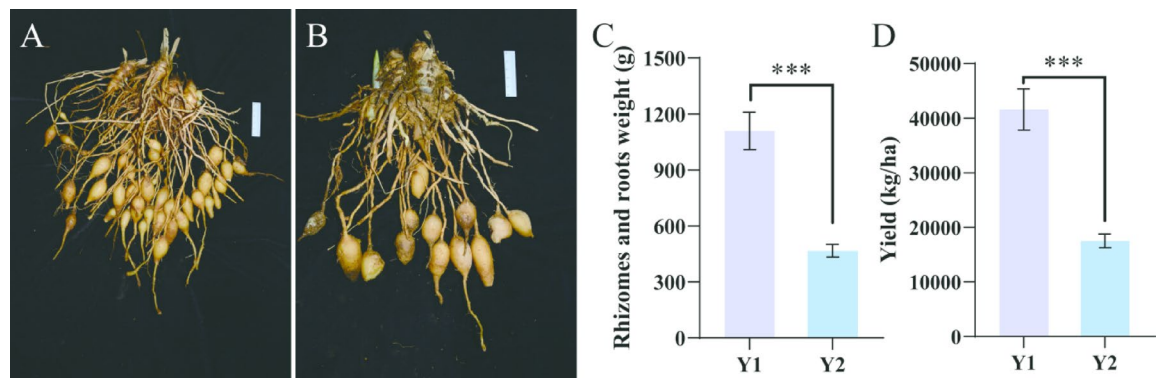 A
B
C
Rhizomes and roots weight (g)
1500
1200
900
600
300
0
***
Y1 Y2
D
Yield (kg/ha)
50000
40000
30000
20000
10000
0
***
Y1 Y2